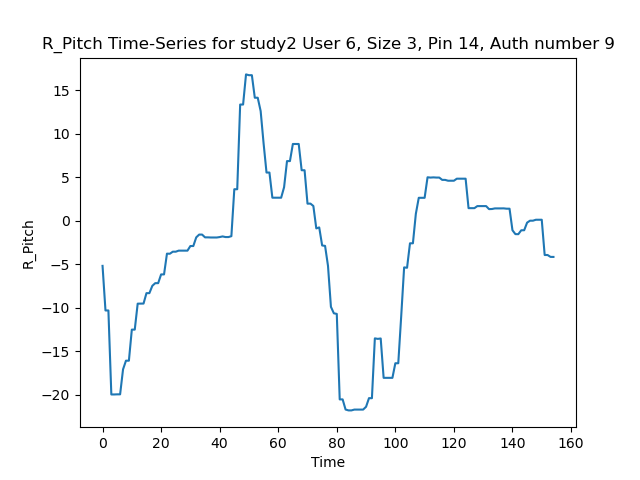 R_Pitch Time-Series for study2 User 6, Size 3, Pin 14, Auth number 9
15
10
5
0
−5
−10
−15
−20
R_Pitch
0 20 40 60 80 100 120 140 160
Time